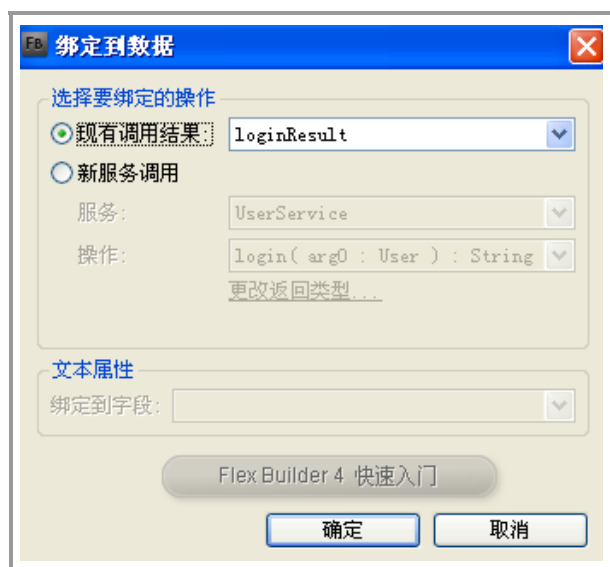 FB 绑定到数据
选择要绑定的操作
现有调用结果: loginResult
新服务调用
服务: UserService
操作: login( arg0 : User ) : String
更改返回类型...
文本属性
绑定到字段:
Flex Builder 4 快速入门
确定 取消